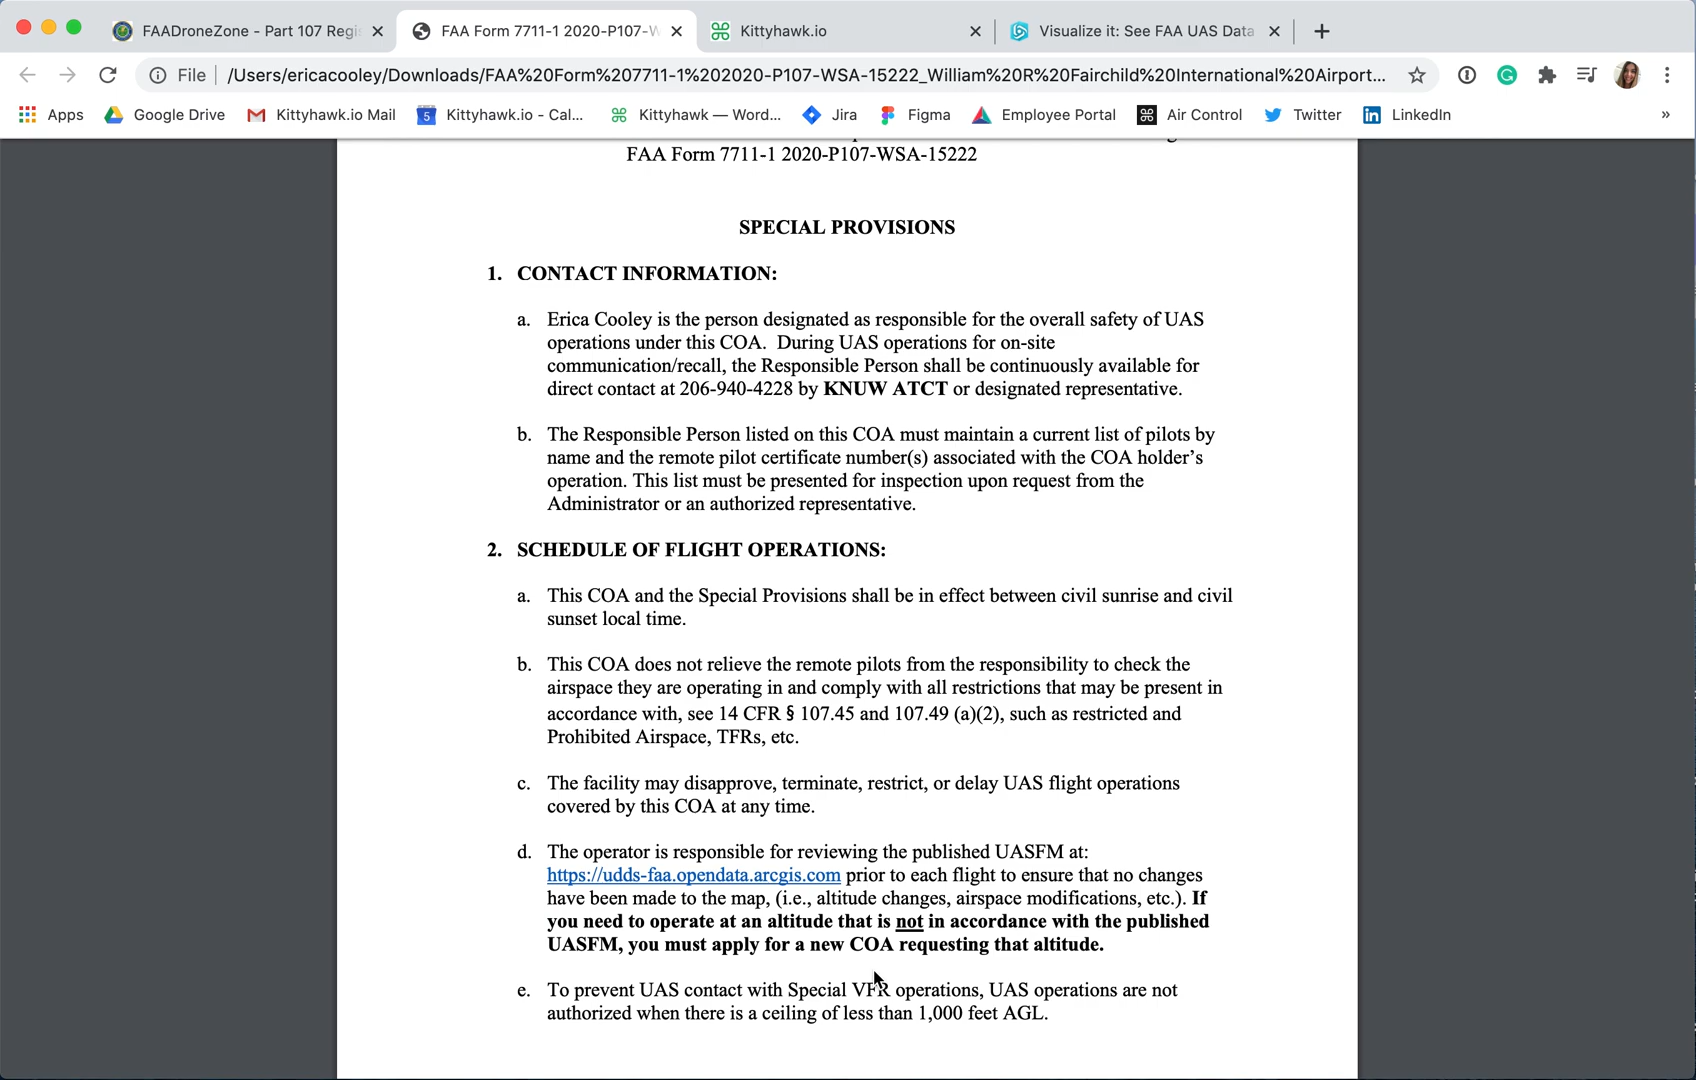 FAADroneZone - Part 107 Regi
FAA Form 7711-1 2020-P107-W
Kittyhawk.io
Visualize it: See FAA UAS Data
File
/Users/ericacooley/Downloads/FAA%20Form%207711-1%202020-P107-WSA-15222_William%20R%20Fairchild%20International%20Airport...
Apps
Google Drive
Kittyhawk.io Mail
5
Kittyhawk.io - Cal...
Kittyhawk — Word...
Jira
Figma
Employee Portal
Air Control
Twitter
LinkedIn
»
FAA Form 7711-1 2020-P107-WSA-15222
SPECIAL PROVISIONS
1. CONTACT INFORMATION:
a. Erica Cooley is the person designated as responsible for the overall safety of UAS
operations under this COA. During UAS operations for on-site
communication/recall, the Responsible Person shall be continuously available for
direct contact at 206-940-4228 by KNUW ATCT or designated representative.
b. The Responsible Person listed on this COA must maintain a current list of pilots by
name and the remote pilot certificate number(s) associated with the COA holder's
operation. This list must be presented for inspection upon request from the
Administrator or an authorized representative.
2. SCHEDULE OF FLIGHT OPERATIONS:
a. This COA and the Special Provisions shall be in effect between civil sunrise and civil
sunset local time.
b. This COA does not relieve the remote pilots from the responsibility to check the
airspace they are operating in and comply with all restrictions that may be present in
accordance with, see 14 CFR § 107.45 and 107.49 (a)(2), such as restricted and
Prohibited Airspace, TFRs, etc.
c. The facility may disapprove, terminate, restrict, or delay UAS flight operations
covered by this COA at any time.
d. The operator is responsible for reviewing the published UASFM at:
https://udds-faa.opendata.arcgis.com prior to each flight to ensure that no changes
have been made to the map, (i.e., altitude changes, airspace modifications, etc.). If
you need to operate at an altitude that is not in accordance with the published
UASFM, you must apply for a new COA requesting that altitude.
e. To prevent UAS contact with Special VFR operations, UAS operations are not
authorized when there is a ceiling of less than 1,000 feet AGL.